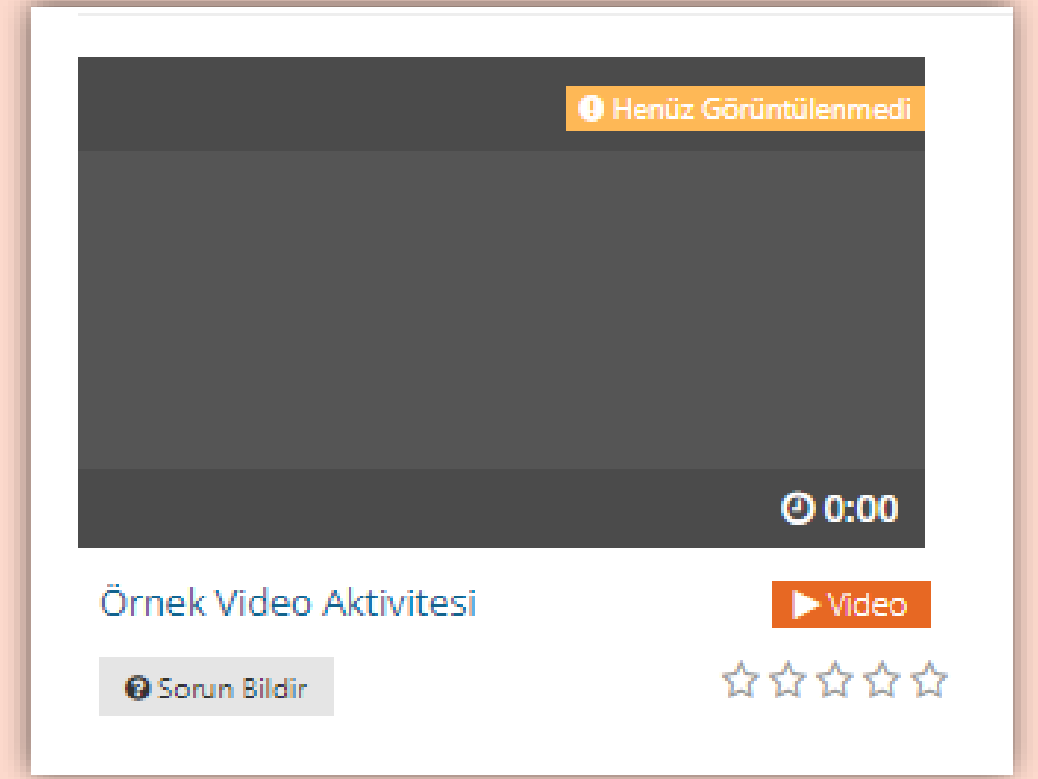 Henüz Görüntülenmedi
0:00
Örnek Video Aktivitesi
Video
Sorun Bildir